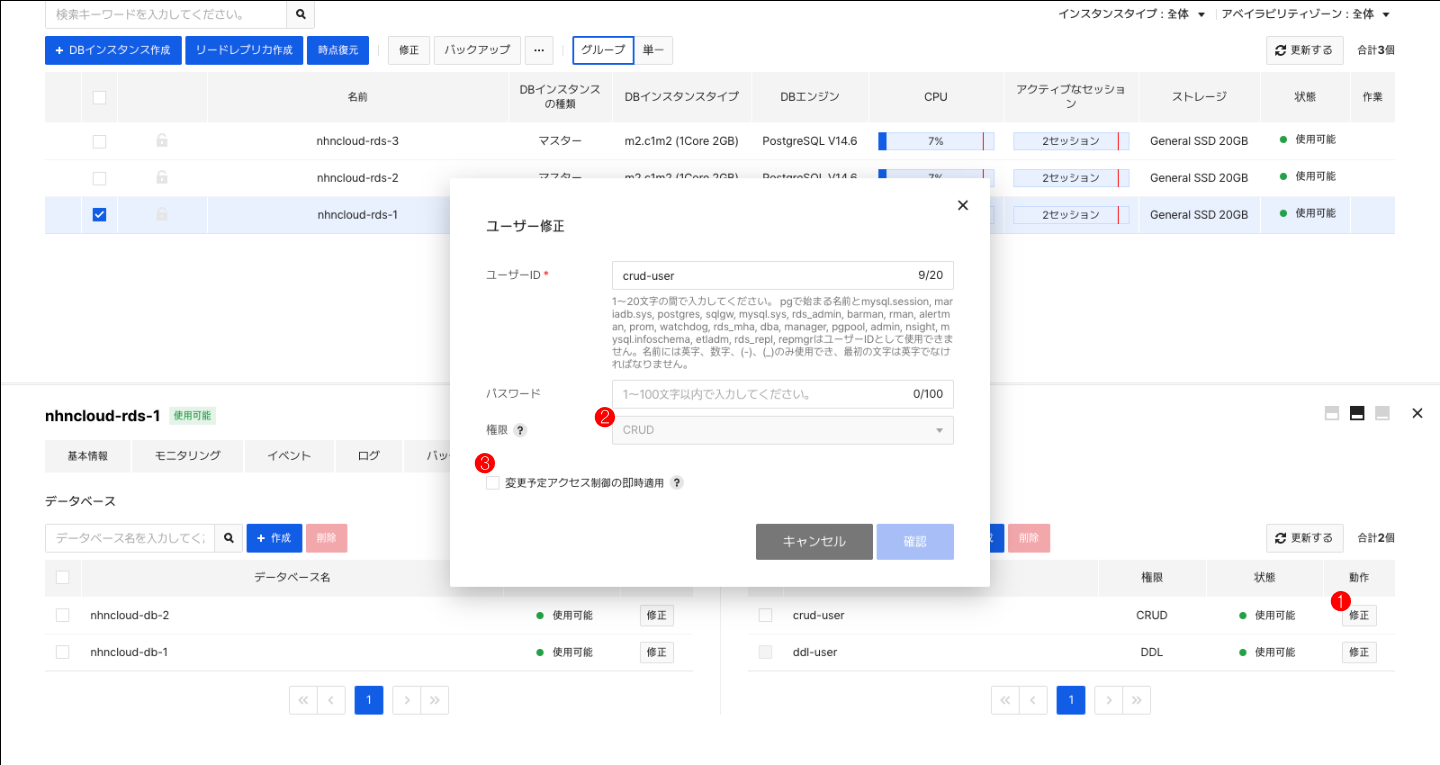 検索キーワードを入力してください。
インスタンスタイプ : 全体 ▼ アベイラビリティゾーン : 全体 ▼
+ DBインスタンス作成 リードレプリカ作成 時点復元 修正 バックアップ ... グループ 単一 更新する 合計3個
名前 DBインスタンスの種類 DBインスタンスタイプ DBエンジン CPU アクティブなセッション ストレージ 状態 作業
nhncloud-rds-3 マスター m2.c1m2 (1Core 2GB) PostgreSQL V14.6 7% 2セッション General SSD 20GB 使用可能
nhncloud-rds-2 マスター m2.c1m2 (1Core 2GB) PostgreSQL V14.6 7% 2セッション General SSD 20GB 使用可能
nhncloud-rds-1 2セッション General SSD 20GB 使用可能
ユーザー修正
ユーザーID * crud-user 9/20
1〜20文字の間で入力してください。 pgで始まる名前とmysql.session, mar
iadb.sys, postgres, sqlgw, mysql.sys, rds_admin, barman, rman, alertm
an, prom, watchdog, rds_mha, dba, manager, pgpool, admin, nsight, m
ysql.infoschema, etladm, rds_repl, repmgrはユーザーIDとして使用できま
せん。名前には英字、数字、(-)、(_)のみ使用でき、最初の文字は英字でなけ
ればなりません。
パスワード 1〜100文字以内で入力してください。 0/100
2
権限 ? CRUD
3
変更予定アクセス制御の即時適用 ?
キャンセル 確認
nhncloud-rds-1 使用可能
基本情報 モニタリング イベント ログ バッ
データベース
データベース名を入力してく + 作成 削除
データベース名
nhncloud-db-2 使用可能 修正
nhncloud-db-1 使用可能 修正
1
削除 更新する 合計2個
権限 状態 動作
1
crud-user CRUD 使用可能 修正
ddl-user DDL 使用可能 修正
1